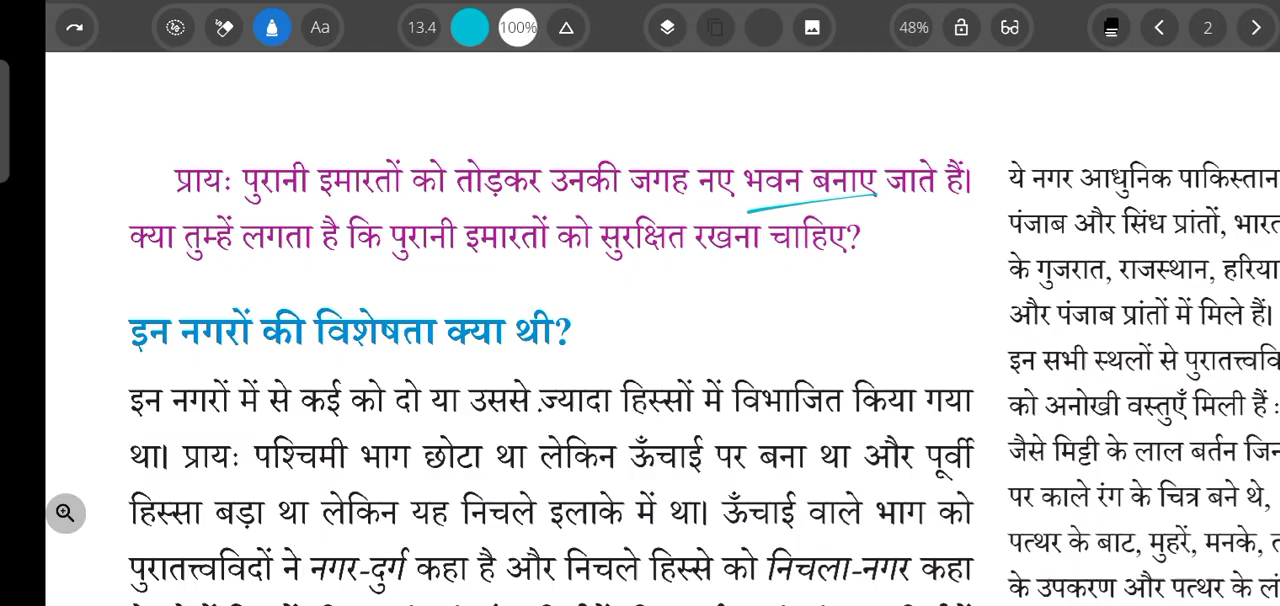 Aa
13.4
100%
48%
2
प्रायः पुरानी इमारतों को तोड़कर उनकी जगह नए भवन बनाए जाते हैं।
क्या तुम्हें लगता है कि पुरानी इमारतों को सुरक्षित रखना चाहिए?
इन नगरों की विशेषता क्या थी?
इन नगरों में से कई को दो या उससे .ज्यादा हिस्सों में विभाजित किया गया
था। प्रायः पश्चिमी भाग छोटा था लेकिन ऊँचाई पर बना था और पूर्वी
हिस्सा बड़ा था लेकिन यह निचले इलाके में था। ऊँचाई वाले भाग को
पुरातत्त्वविदों ने नगर-दुर्ग कहा है और निचले हिस्से को निचला-नगर कहा
ये नगर आधुनिक पाकिस्तान
पंजाब और सिंध प्रांतों, भारत
के गुजरात, राजस्थान, हरिया
और पंजाब प्रांतों में मिले हैं।
इन सभी स्थलों से पुरातत्त्ववि
को अनोखी वस्तुएँ मिली हैं :
जैसे मिट्टी के लाल बर्तन जिन
पर काले रंग के चित्र बने थे,
पत्थर के बाट, मुहरें, मनके,
के उपकरण और पत्थर के लं